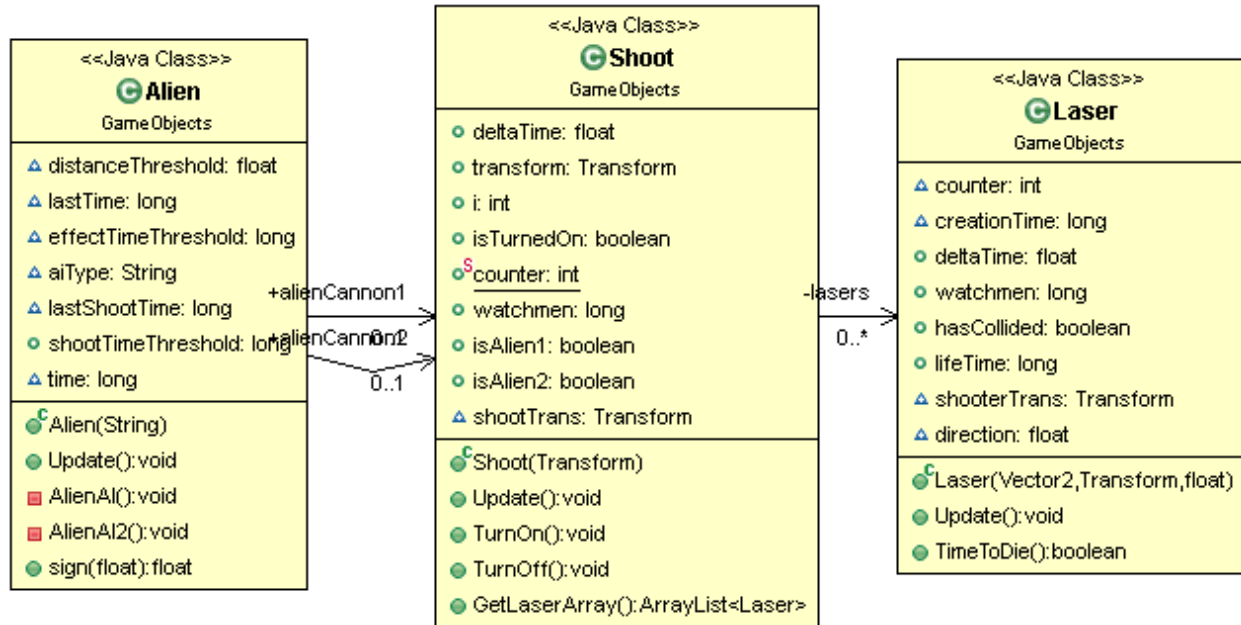 <<Java Class>>
C Alien
GameObjects
distanceThreshold: float
lastTime: long
effectTimeThreshold: long
aiType: String
lastShootTime: long
shootTimeThreshold: long
time: long
C Alien(String)
Update():void
AlienAI():void
AlienAI2():void
sign(float):float
+alienCannon1
+alienCannon2
0..1
<<Java Class>>
C Shoot
GameObjects
deltaTime: float
transform: Transform
i: int
isTurnedOn: boolean
S counter: int
watchmen: long
isAlien1: boolean
isAlien2: boolean
shootTrans: Transform
C Shoot(Transform)
Update():void
TurnOn():void
TurnOff():void
GetLaserArray():ArrayList<Laser>
-lasers
0..*
<<Java Class>>
C Laser
GameObjects
counter: int
creationTime: long
deltaTime: float
watchmen: long
hasCollided: boolean
lifeTime: long
shooterTrans: Transform
direction: float
C Laser(Vector2,Transform,float)
Update():void
TimeToDie():boolean